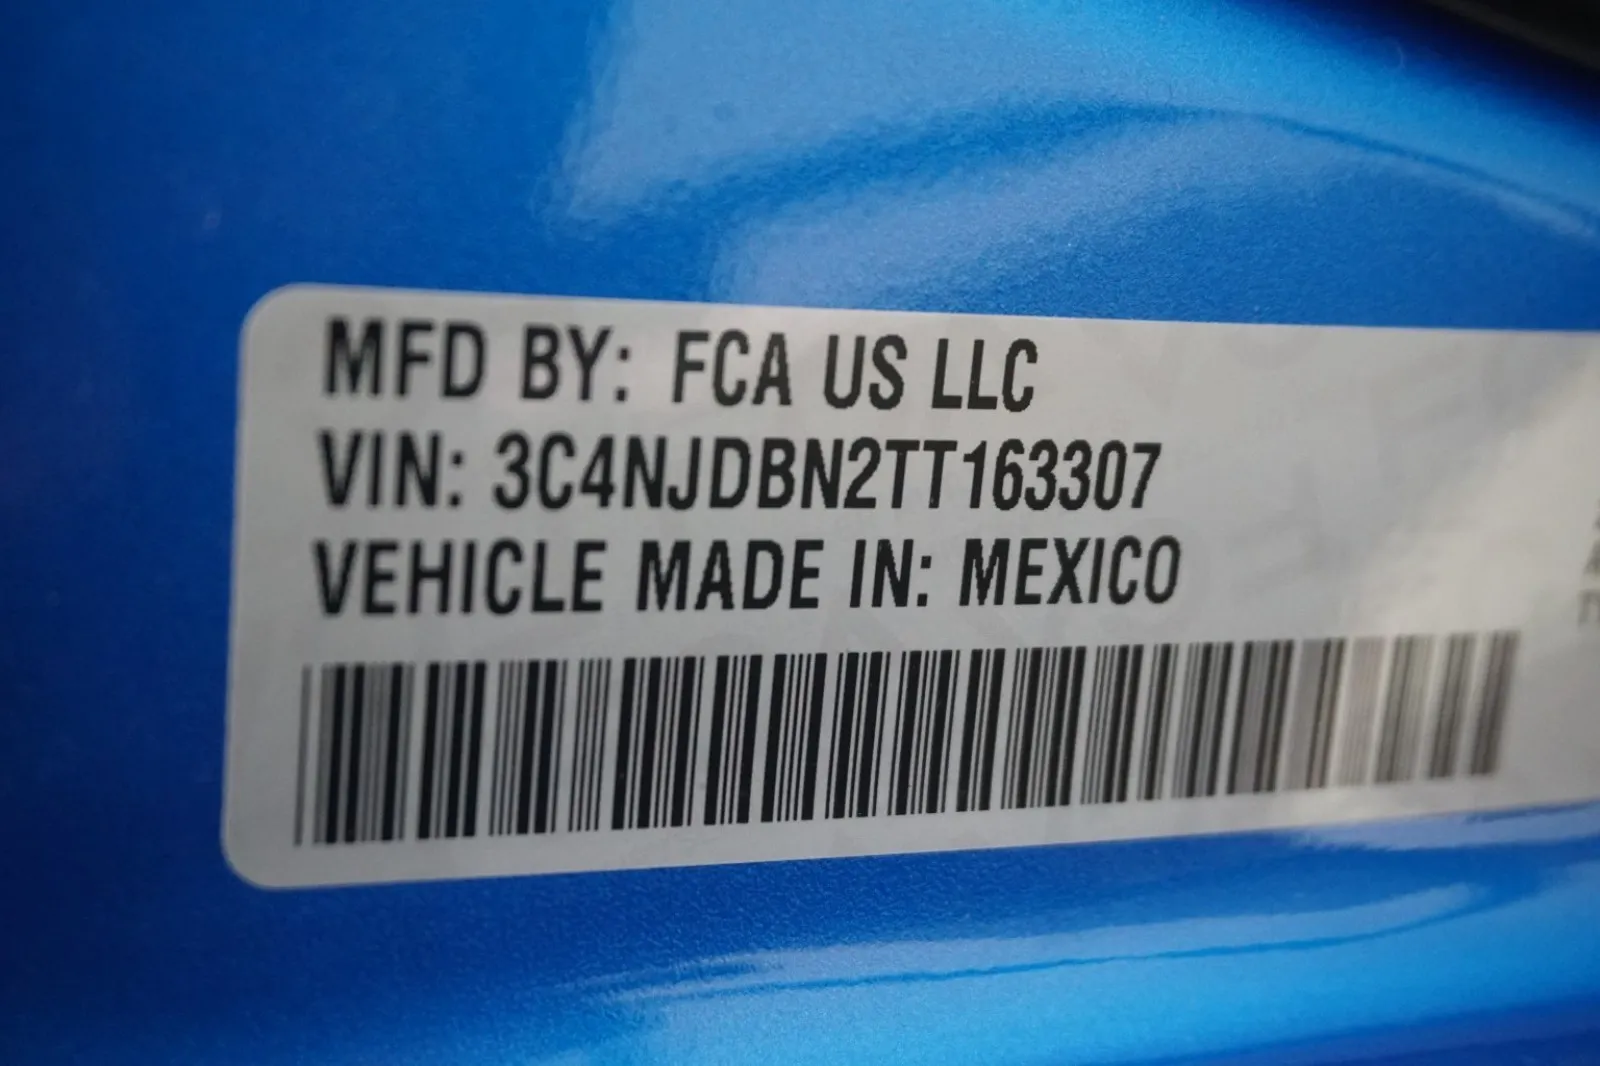 MFD BY: FCA US LLC
VIN: 3C4NJDBN2TT163307
VEHICLE MADE IN: MEXICO